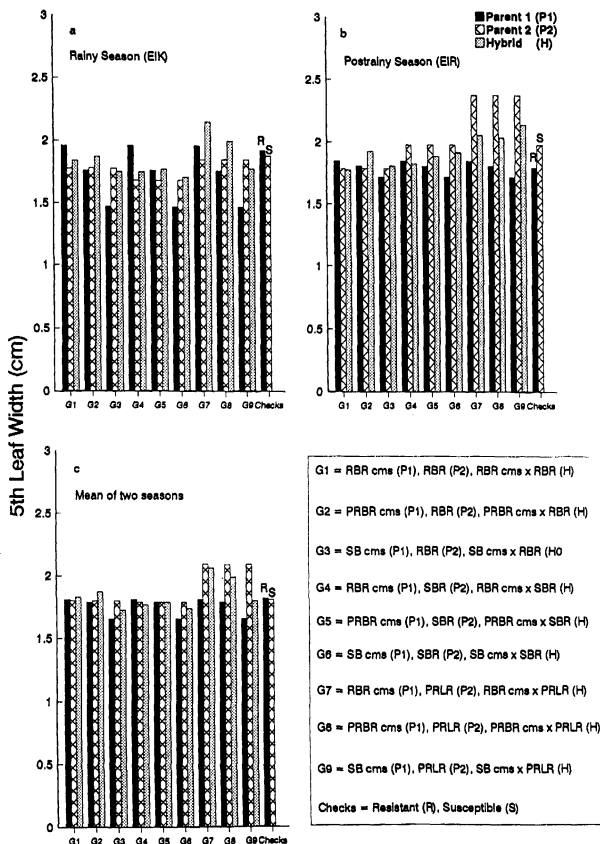 Parent 1 (P1)
Parent 2 (P2)
Hybrid (H)
5th Leaf Width (cm)
3
2.5
2
1.5
1
0.5
0
a
Rainy Season (EIK)
R
S
G1 G2 G3 G4 G5 G6 G7 G8 G9 Checks
3
2.5
2
1.5
1
0.5
0
b
Postrainy Season (EIR)
S
R
G1 G2 G3 G4 G5 G6 G7 G8 G9 Checks
3
2.5
2
1.5
1
0.5
0
c
Mean of two seasons
R
S
G1 G2 G3 G4 G5 G6 G7 G8 G9 Checks
G1 = RBR cms (P1), RBR (P2), RBR cms x RBR (H)
G2 = PRBR cms (P1), RBR (P2), PRBR cms x RBR (H)
G3 = SB cms (P1), RBR (P2), SB cms x RBR (H0
G4 = RBR cms (P1), SBR (P2), RBR cms x SBR (H)
G5 = PRBR cms (P1), SBR (P2), PRBR cms x SBR (H)
G6 = SB cms (P1), SBR (P2), SB cms x SBR (H)
G7 = RBR cms (P1), PRLR (P2), RBR cms x PRLR (H)
G8 = PRBR cms (P1), PRLR (P2), PRBR cms x PRLR (H)
G9 = SB cms (P1), PRLR (P2), SB cms x PRLR (H)
Checks = Resistant (R), Susceptible (S)